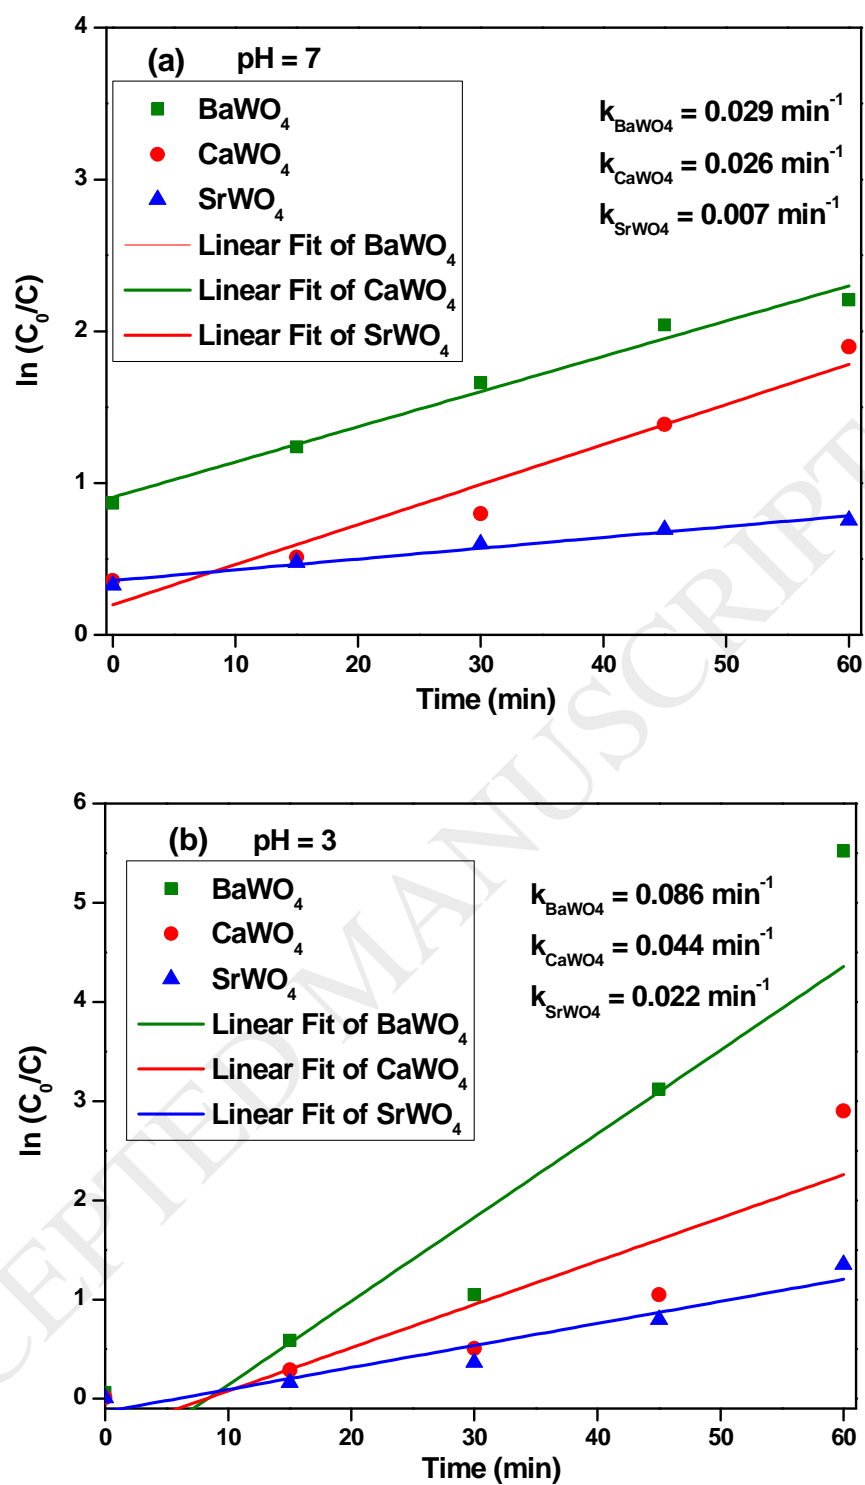 4
(a) pH = 7
BaWO4
CaWO4
SrWO4
Linear Fit of BaWO4
Linear Fit of CaWO4
Linear Fit of SrWO4
kBaWO4 = 0.029 min-1
kCaWO4 = 0.026 min-1
kSrWO4 = 0.007 min-1
3
2
1
0
ln (C0/C)
0 10 20 30 40 50 60
Time (min)
6
(b) pH = 3
BaWO4
CaWO4
SrWO4
Linear Fit of BaWO4
Linear Fit of CaWO4
Linear Fit of SrWO4
kBaWO4 = 0.086 min-1
kCaWO4 = 0.044 min-1
kSrWO4 = 0.022 min-1
5
4
3
2
1
0
ln (C0/C)
0 10 20 30 40 50 60
Time (min)
CEPTED MANUSCRIPT